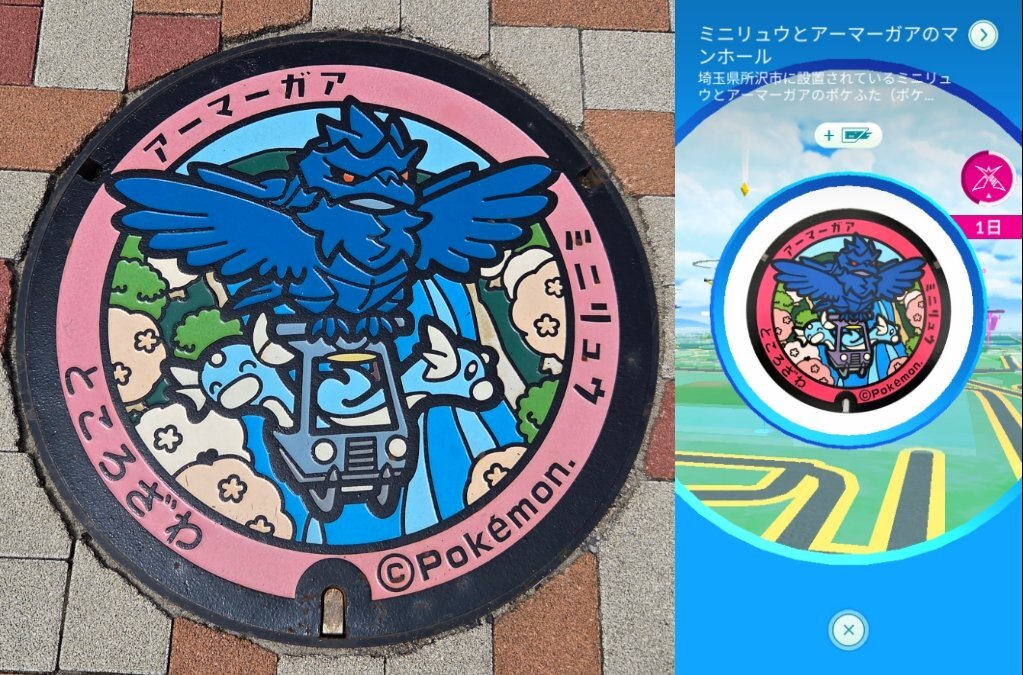 アーマーガア
ミニリュウ
ところざわ
©Pokémon.
ミニリュウとアーマーガアのマ
ンホール
埼玉県所沢市に設置されているミニリュ
ウとアーマーガアのポケふた（ポケ...
1日
アーマーガア
ミニリュウ
ところざわ
©Pokémon.